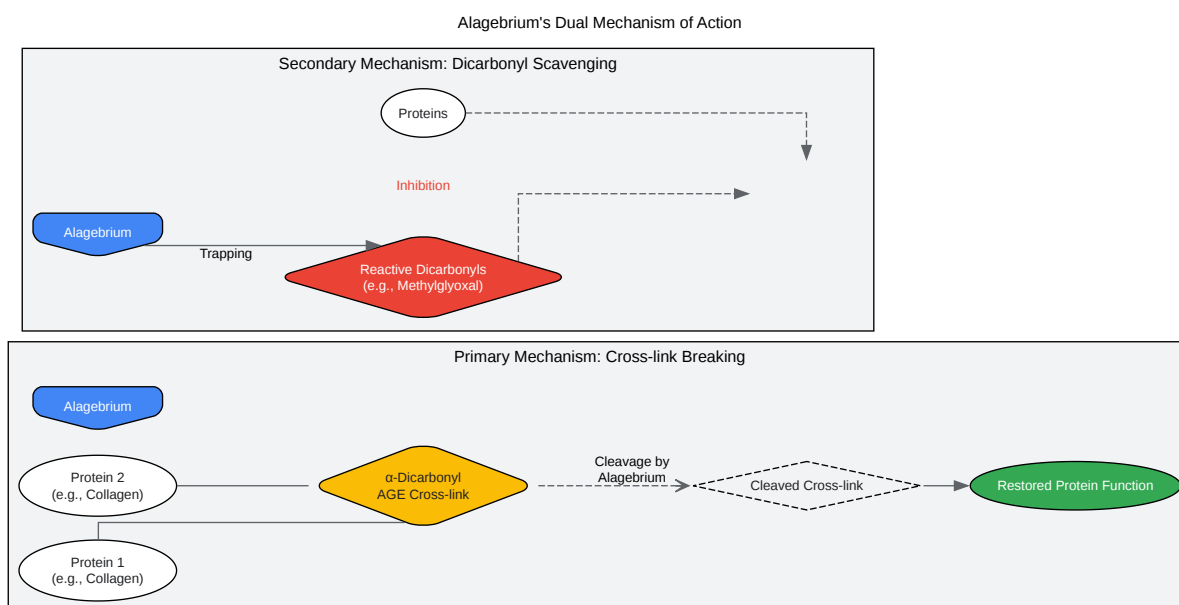 Alagebrium's Dual Mechanism of Action
Secondary Mechanism: Dicarbonyl Scavenging
Proteins
Inhibition
Alagebrium
Trapping
Reactive Dicarbonyls
(e.g., Methylglyoxal)
Primary Mechanism: Cross-link Breaking
Alagebrium
Protein 2
(e.g., Collagen)
α-Dicarbonyl
AGE Cross-link
Cleavage by
Alagebrium
Cleaved Cross-link
Restored Protein Function
Protein 1
(e.g., Collagen)